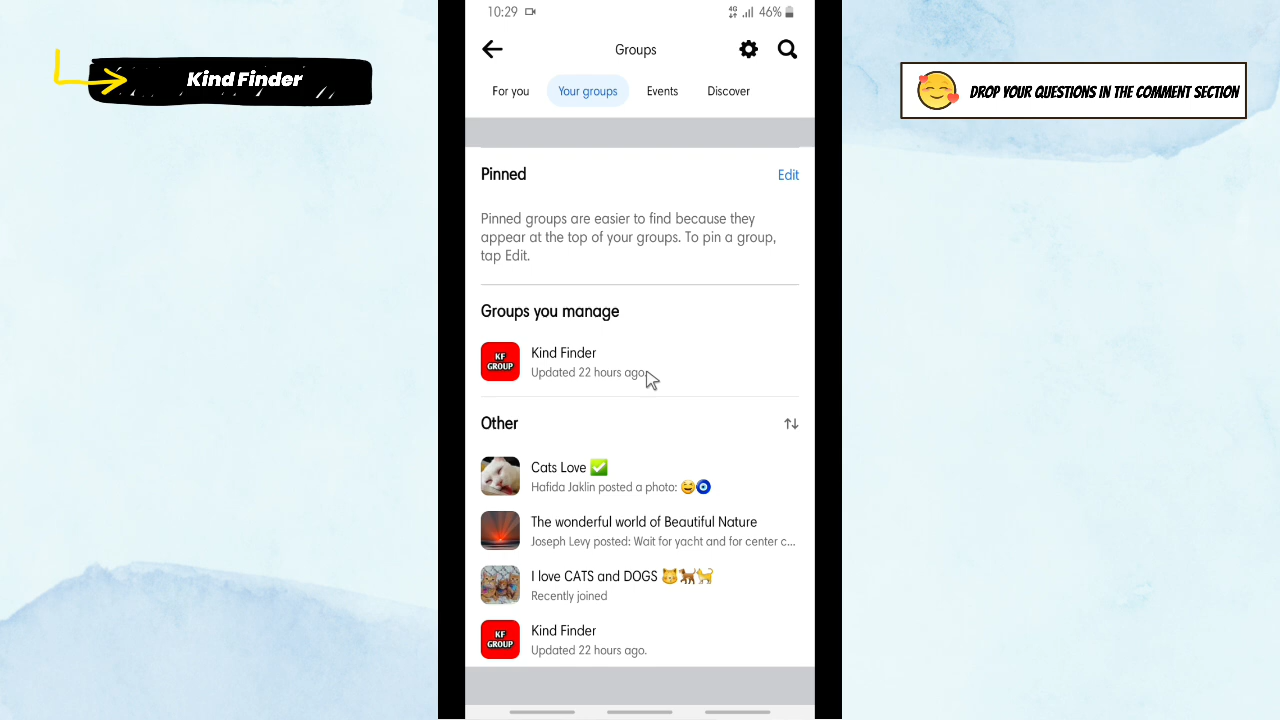 Kind Finder
DROP YOUR QUESTIONS IN THE COMMENT SECTION
10:29
4G
46%
Groups
For you
Your groups
Events
Discover
Pinned
Edit
Pinned groups are easier to find because they
appear at the top of your groups. To pin a group,
tap Edit.
Groups you manage
KF
GROUP
Kind Finder
Updated 22 hours ago.
Other
Cats Love ✅
Hafida Jaklin posted a photo: 😂🧿
The wonderful world of Beautiful Nature
Joseph Levy posted: Wait for yacht and for center c...
I love CATS and DOGS 😺🐕🐈
Recently joined
KF
GROUP
Kind Finder
Updated 22 hours ago.